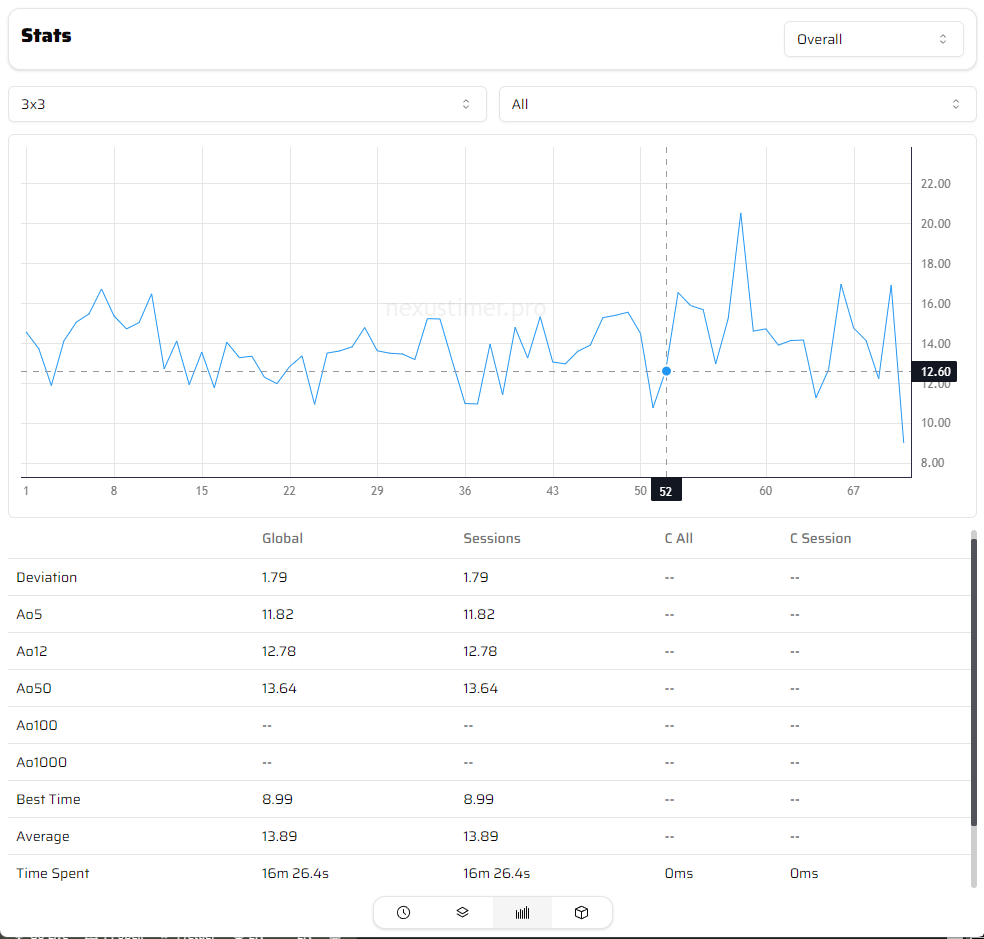 Stats
Overall
3x3
All
nexustimer.pro
22.00
20.00
18.00
16.00
14.00
12.60
12.00
10.00
8.00
1 8 15 22 29 36 43 50 52 60 67
Global Sessions C All C Session
Deviation 1.79 1.79 -- --
Ao5 11.82 11.82 -- --
Ao12 12.78 12.78 -- --
Ao50 13.64 13.64 -- --
Ao100 -- -- -- --
Ao1000 -- -- -- --
Best Time 8.99 8.99 -- --
Average 13.89 13.89 -- --
Time Spent 16m 26.4s 16m 26.4s 0ms 0ms